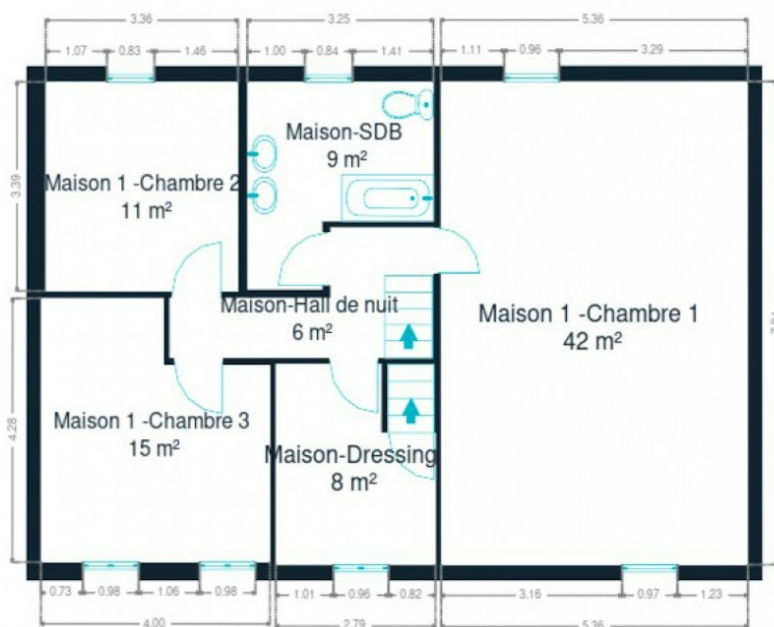 3.36 3.25 5.36
1.07 0.83 1.46 1.00 0.84 1.41 1.11 0.96 3.29
Maison-SDB
9 m²
3.39
Maison 1 -Chambre 2
11 m²
Maison-Hall de nuit
6 m²
Maison 1 -Chambre 1
42 m²
4.28
Maison 1 -Chambre 3
15 m²
Maison-Dressing
8 m²
0.73 0.98 1.06 0.98 1.01 0.96 0.82 3.16 0.97 1.23
4.00 2.79 5.36